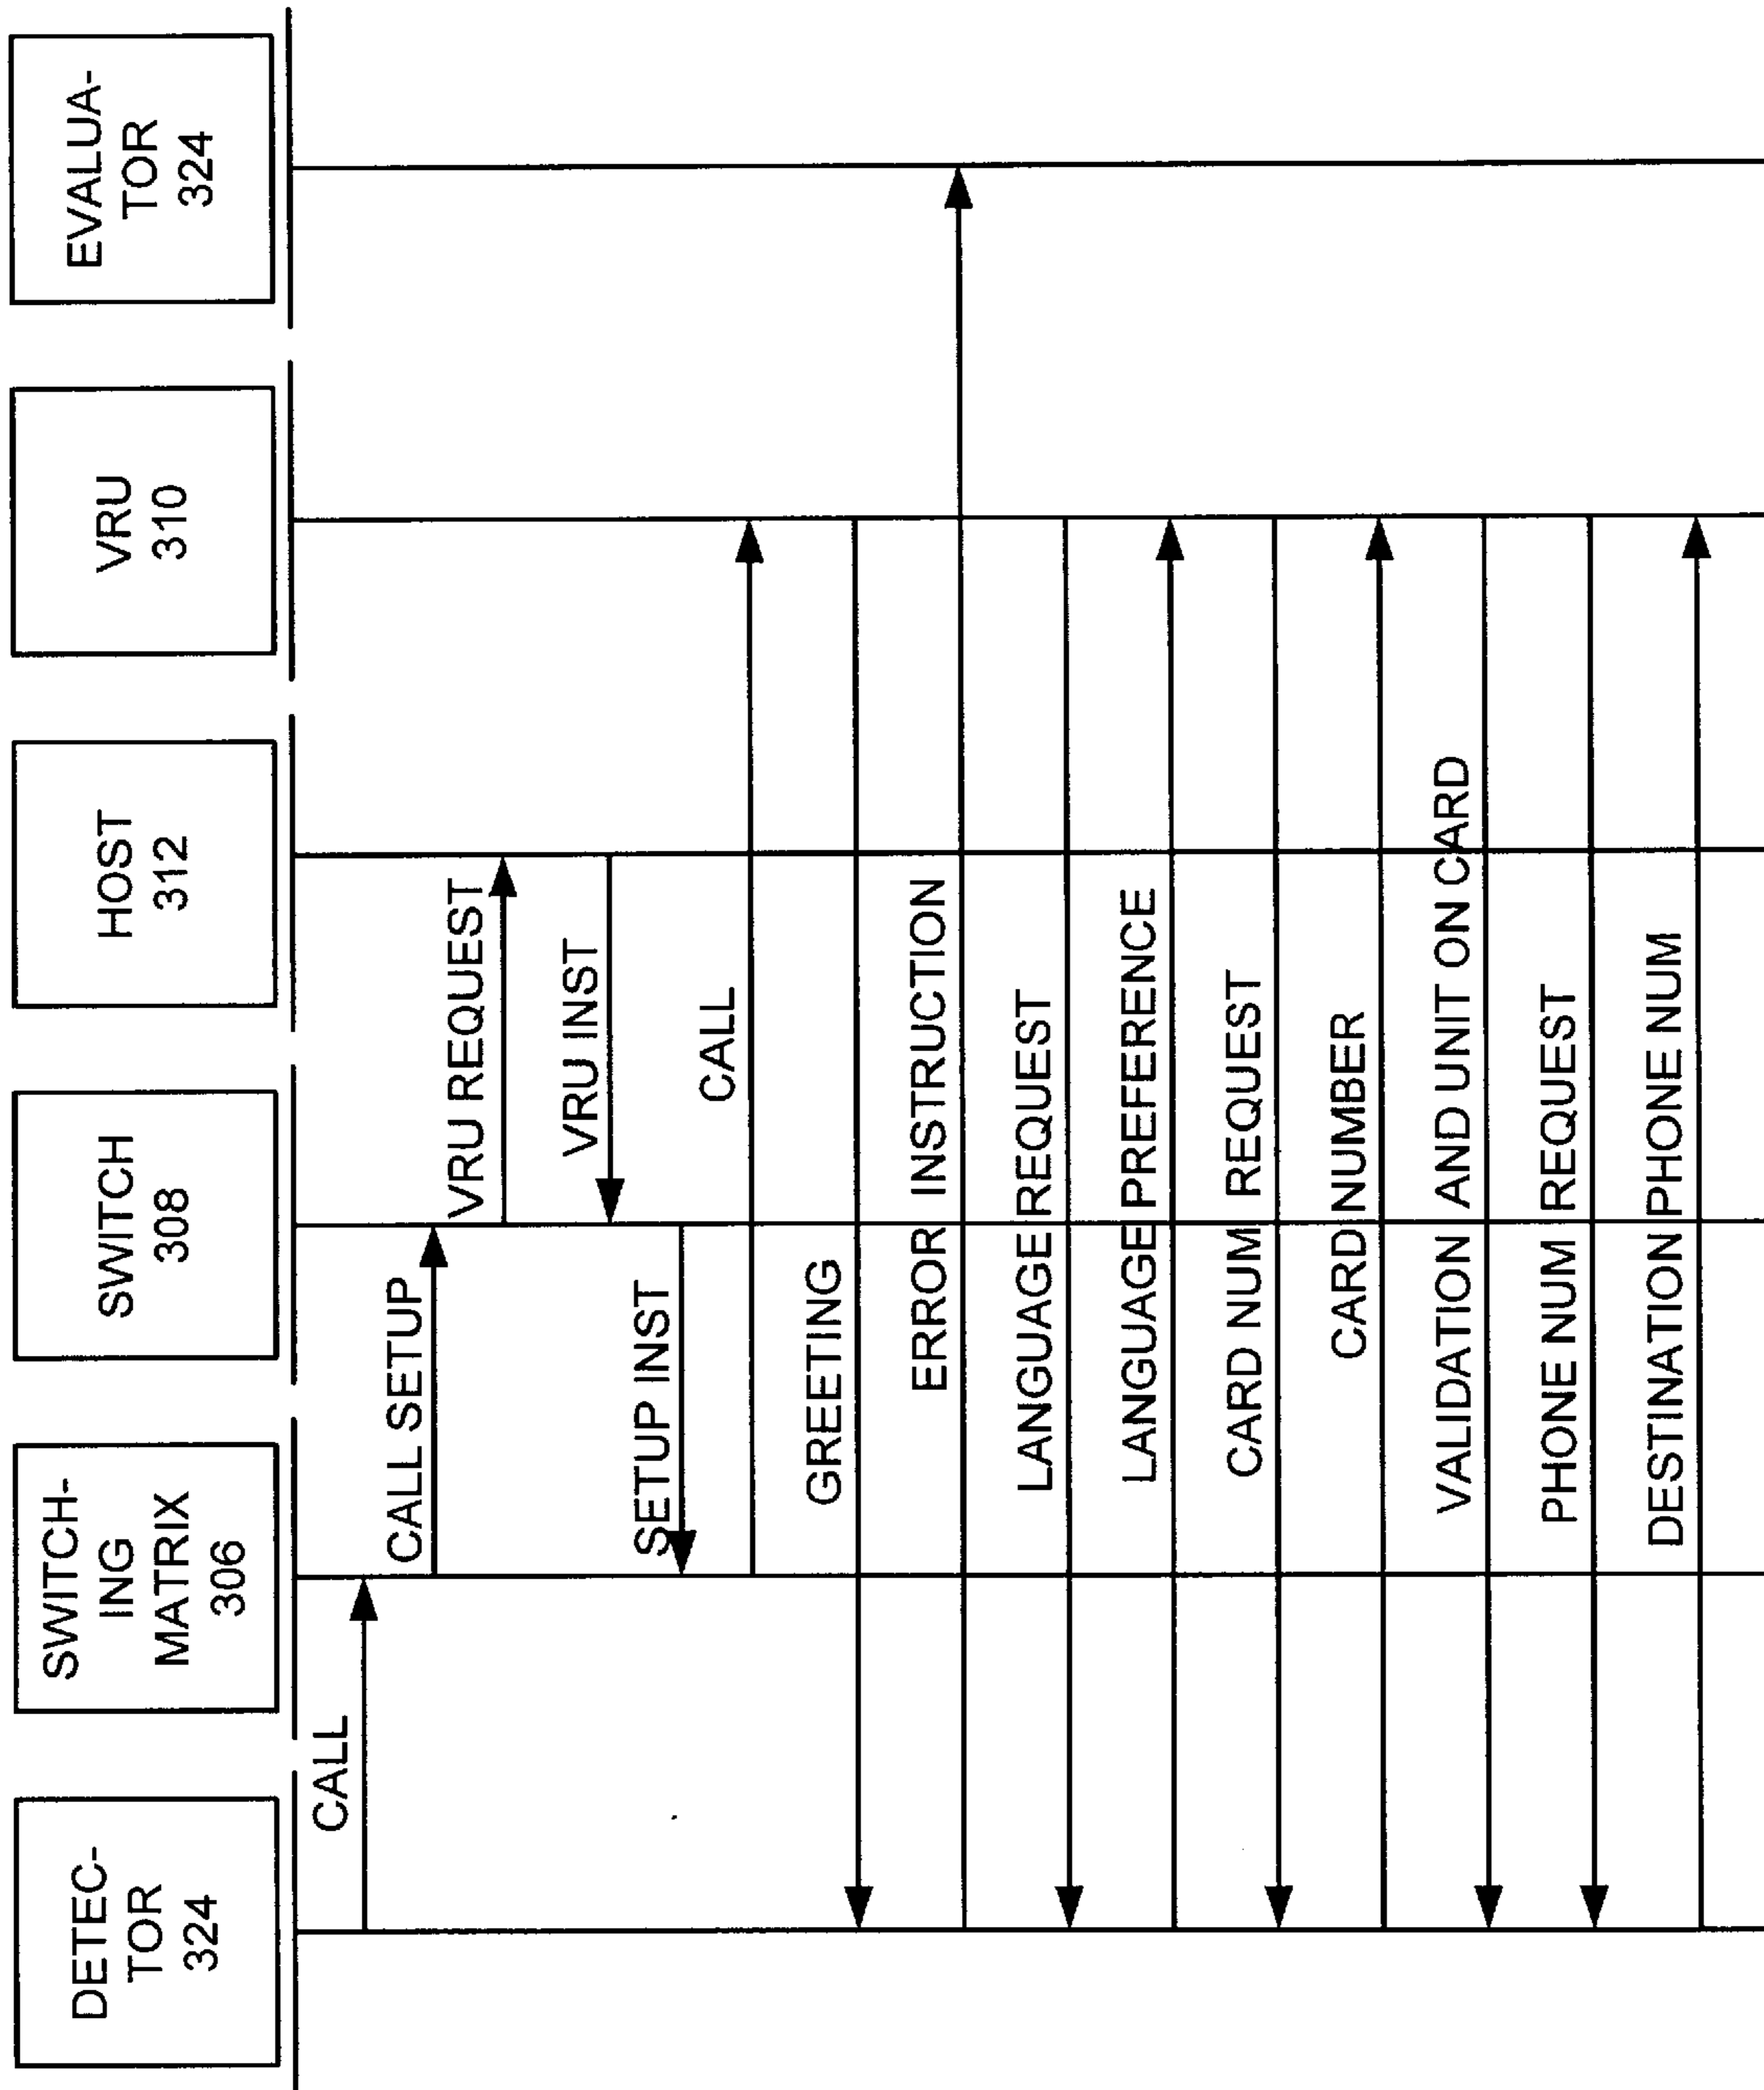 DETEC-
TOR
324
SWITCH-
ING
MATRIX
306
SWITCH
308
HOST
312
VRU
310
EVALUA-
TOR
324
CALL
CALL SETUP
VRU REQUEST
VRU INST
SETUP INST
CALL
GREETING
ERROR INSTRUCTION
LANGUAGE REQUEST
LANGUAGE PREFERENCE
CARD NUM REQUEST
CARD NUMBER
VALIDATION AND UNIT ON CARD
PHONE NUM REQUEST
DESTINATION PHONE NUM